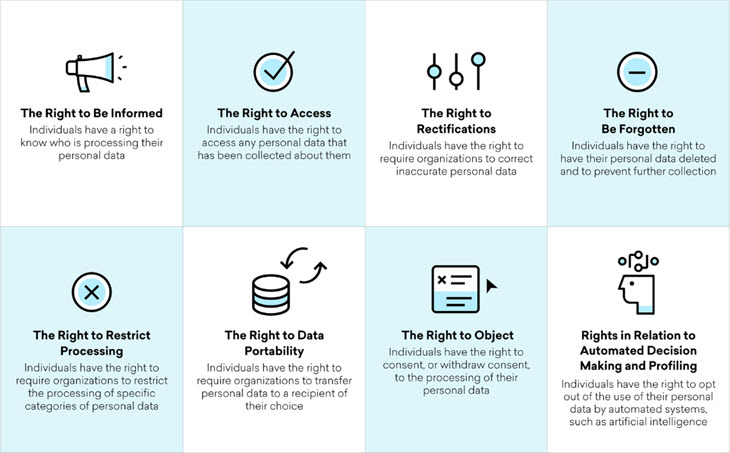 The Right to Be Informed
Individuals have a right to
know who is processing their
personal data
The Right to Access
Individuals have the right to
access any personal data that
has been collected about them
The Right to
Rectifications
Individuals have the right to
require organizations to correct
inaccurate personal data
The Right to
Be Forgotten
Individuals have the right to
have their personal data deleted
and to prevent further collection
The Right to Restrict
Processing
Individuals have the right to
require organizations to restrict
the processing of specific
categories of personal data
The Right to Data
Portability
Individuals have the right to
require organizations to transfer
personal data to a recipient of
their choice
The Right to Object
Individuals have the right to
consent, or withdraw consent,
to the processing of their
personal data
Rights in Relation to
Automated Decision
Making and Profiling
Individuals have the right to opt
out of the use of their personal
data by automated systems,
such as artificial intelligence